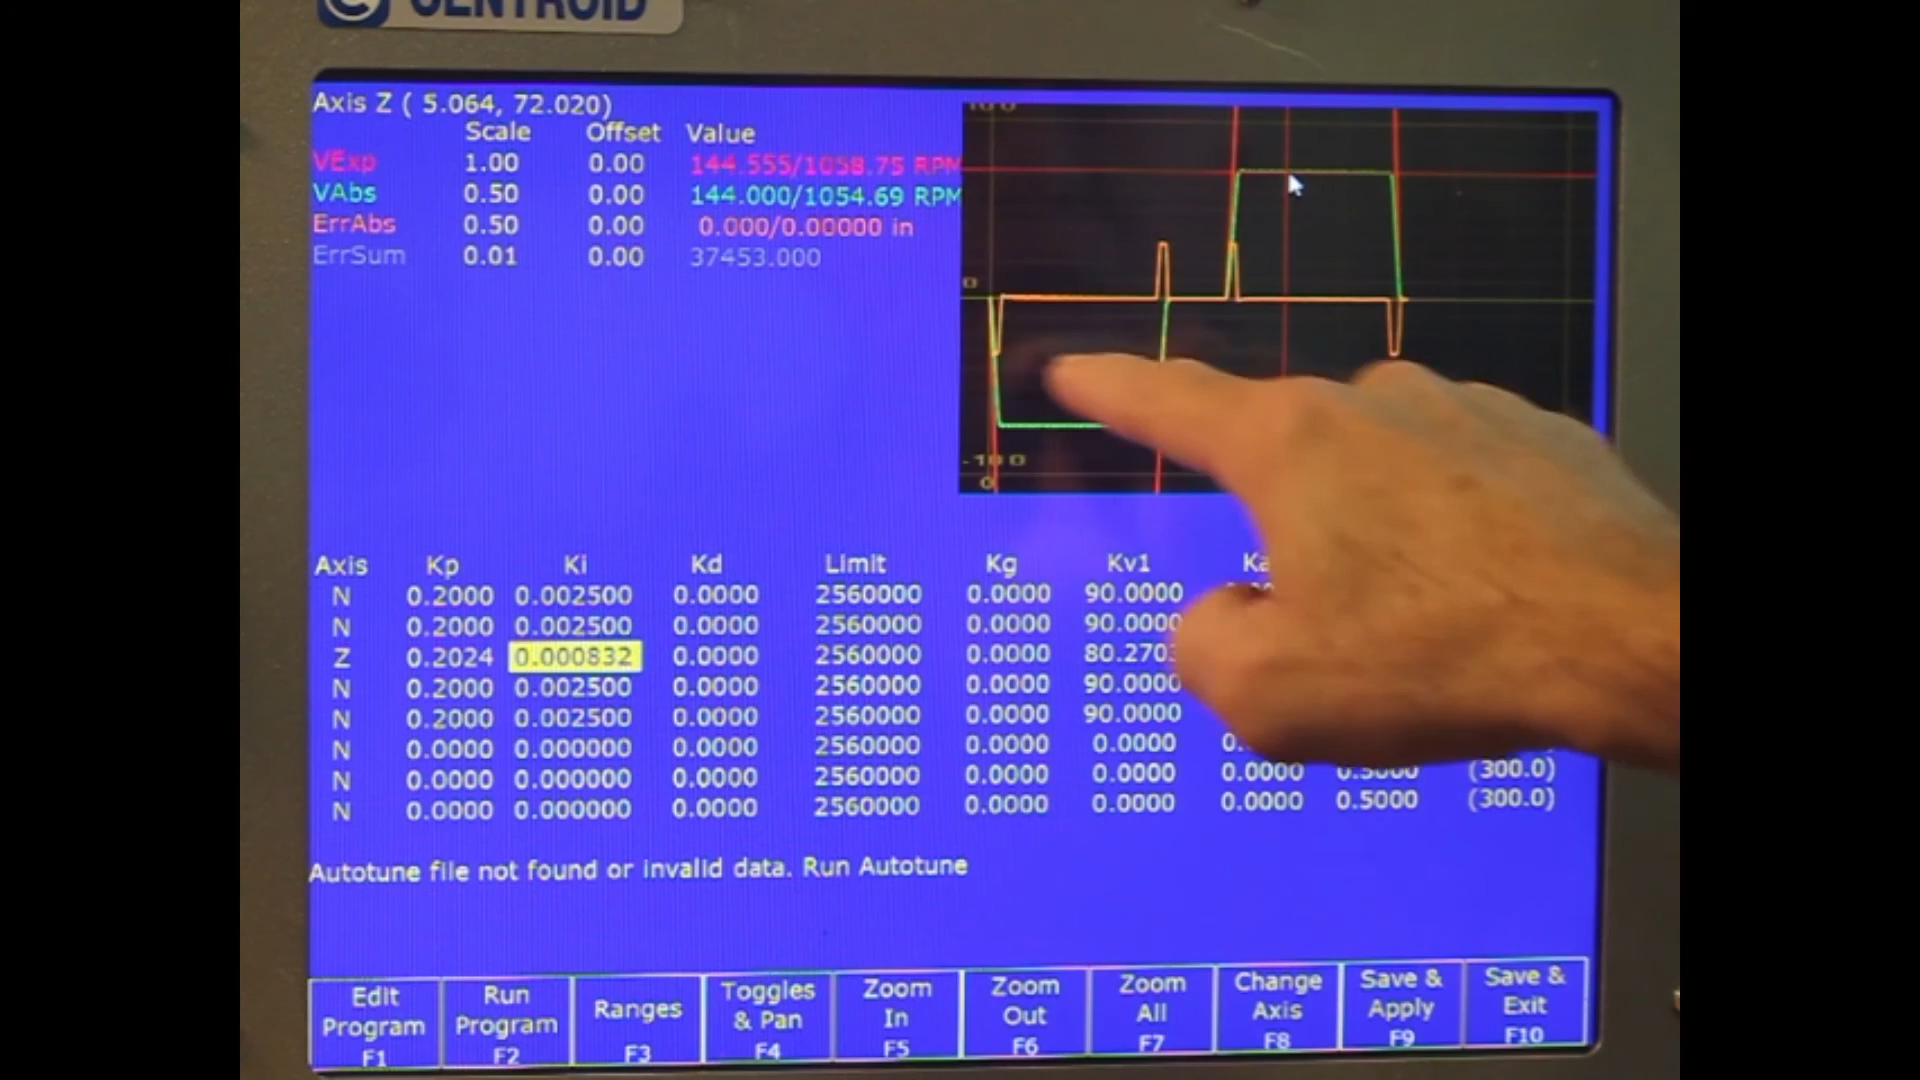 CENTROID
Axis Z ( 5.064, 72.020)
Scale Offset Value
VExp 1.00 0.00 144.555/1058.75 RPM
VAbs 0.50 0.00 144.000/1054.69 RPM
ErrAbs 0.50 0.00 0.000/0.00000 in
ErrSum 0.01 0.00 37453.000
0
-10 0
0
Axis Kp Ki Kd Limit Kg Kv1
N 0.2000 0.002500 0.0000 2560000 0.0000 90.0000
N 0.2000 0.002500 0.0000 2560000 0.0000 90.0000
Z 0.2024 0.000832 0.0000 2560000 0.0000 80.270
N 0.2000 0.002500 0.0000 2560000 0.0000 90.0000
N 0.2000 0.002500 0.0000 2560000 0.0000 90.0000
N 0.0000 0.000000 0.0000 2560000 0.0000 0.0000
N 0.0000 0.000000 0.0000 2560000 0.0000 0.0000 0.0000 0.5000 (300.0)
N 0.0000 0.000000 0.0000 2560000 0.0000 0.0000 0.0000 0.5000 (300.0)
Autotune file not found or invalid data. Run Autotune
Edit Program F1
Run Program F2
Ranges F3
Toggles & Pan F4
Zoom In F5
Zoom Out F6
Zoom All F7
Change Axis F8
Save & Apply F9
Save & Exit F10